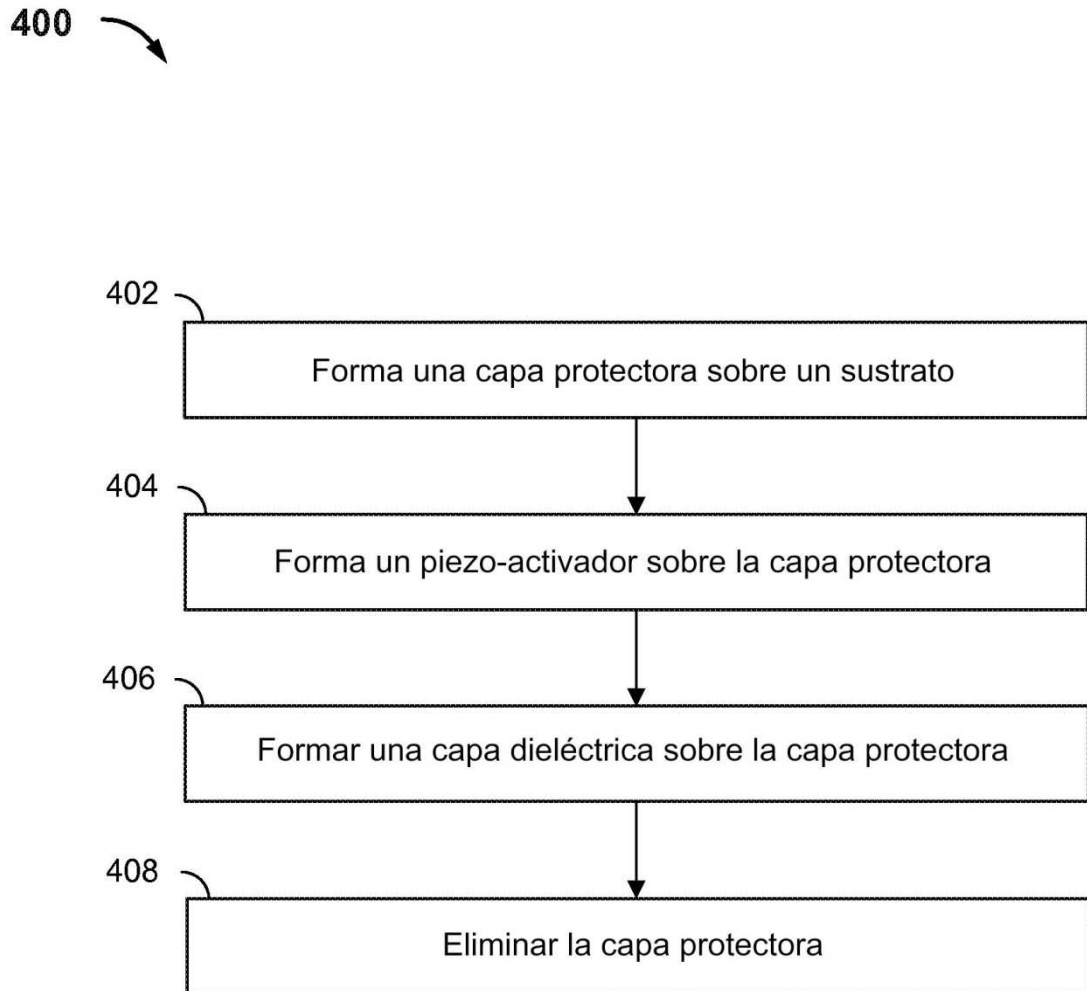 400
402
Forma una capa protectora sobre un sustrato
404
Forma un piezo-activador sobre la capa protectora
406
Formar una capa dieléctrica sobre la capa protectora
408
Eliminar la capa protectora